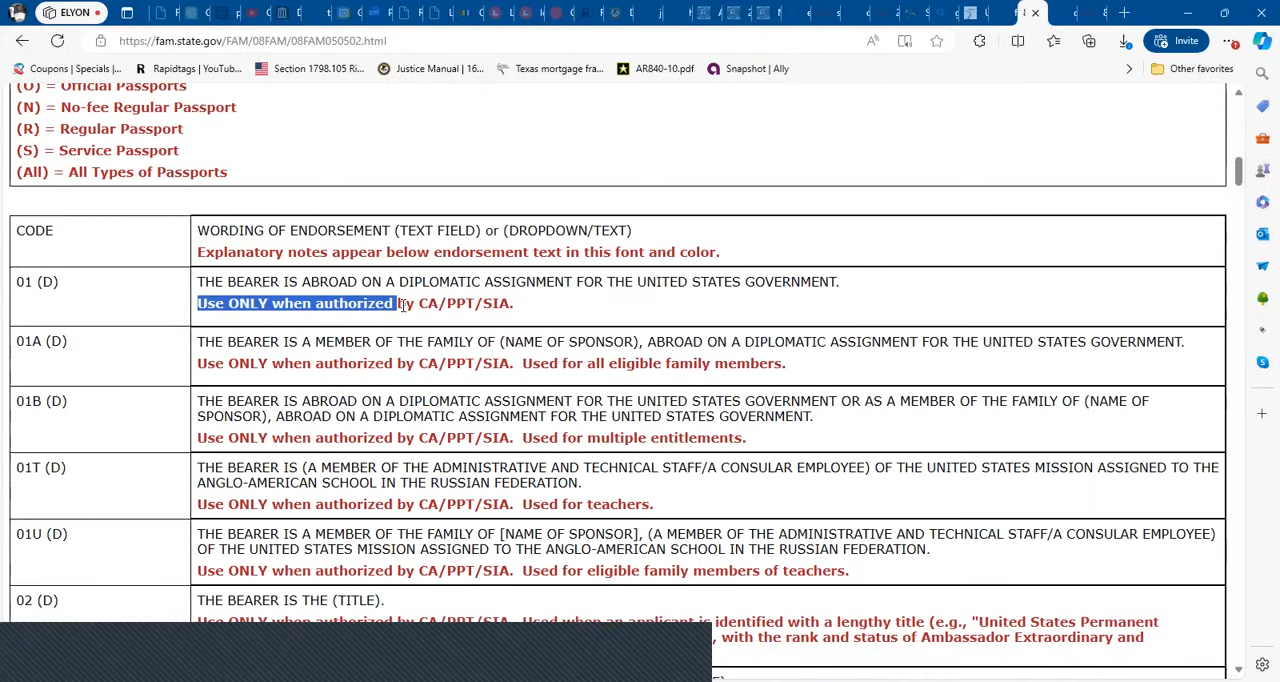 ELYON
https://fam.state.gov/FAM/08FAM/08FAM050502.html
Invite
Coupons | Specials |...
Rapidtags | YouTub...
Section 1798.105 Ri...
Justice Manual | 16...
Texas mortgage fra...
AR840-10.pdf
Snapshot | Ally
Other favorites
(O) = Official Passports
(N) = No-fee Regular Passport
(R) = Regular Passport
(S) = Service Passport
(All) = All Types of Passports
CODE
WORDING OF ENDORSEMENT (TEXT FIELD) or (DROPDOWN/TEXT)
Explanatory notes appear below endorsement text in this font and color.
01 (D)
THE BEARER IS ABROAD ON A DIPLOMATIC ASSIGNMENT FOR THE UNITED STATES GOVERNMENT.
Use ONLY when authorized by CA/PPT/SIA.
01A (D)
THE BEARER IS A MEMBER OF THE FAMILY OF (NAME OF SPONSOR), ABROAD ON A DIPLOMATIC ASSIGNMENT FOR THE UNITED STATES GOVERNMENT.
Use ONLY when authorized by CA/PPT/SIA.  Used for all eligible family members.
01B (D)
THE BEARER IS ABROAD ON A DIPLOMATIC ASSIGNMENT FOR THE UNITED STATES GOVERNMENT OR AS A MEMBER OF THE FAMILY OF (NAME OF
SPONSOR), ABROAD ON A DIPLOMATIC ASSIGNMENT FOR THE UNITED STATES GOVERNMENT.
Use ONLY when authorized by CA/PPT/SIA.  Used for multiple entitlements.
01T (D)
THE BEARER IS (A MEMBER OF THE ADMINISTRATIVE AND TECHNICAL STAFF/A CONSULAR EMPLOYEE) OF THE UNITED STATES MISSION ASSIGNED TO THE
ANGLO-AMERICAN SCHOOL IN THE RUSSIAN FEDERATION.
Use ONLY when authorized by CA/PPT/SIA.  Used for teachers.
01U (D)
THE BEARER IS A MEMBER OF THE FAMILY OF [NAME OF SPONSOR], (A MEMBER OF THE ADMINISTRATIVE AND TECHNICAL STAFF/A CONSULAR EMPLOYEE)
OF THE UNITED STATES MISSION ASSIGNED TO THE ANGLO-AMERICAN SCHOOL IN THE RUSSIAN FEDERATION.
Use ONLY when authorized by CA/PPT/SIA.  Used for eligible family members of teachers.
02 (D)
THE BEARER IS THE (TITLE).
Use ONLY when authorized by CA/PPT/SIA.  Used when an applicant is identified with a lengthy title (e.g., "United States Permanent
, with the rank and status of Ambassador Extraordinary and